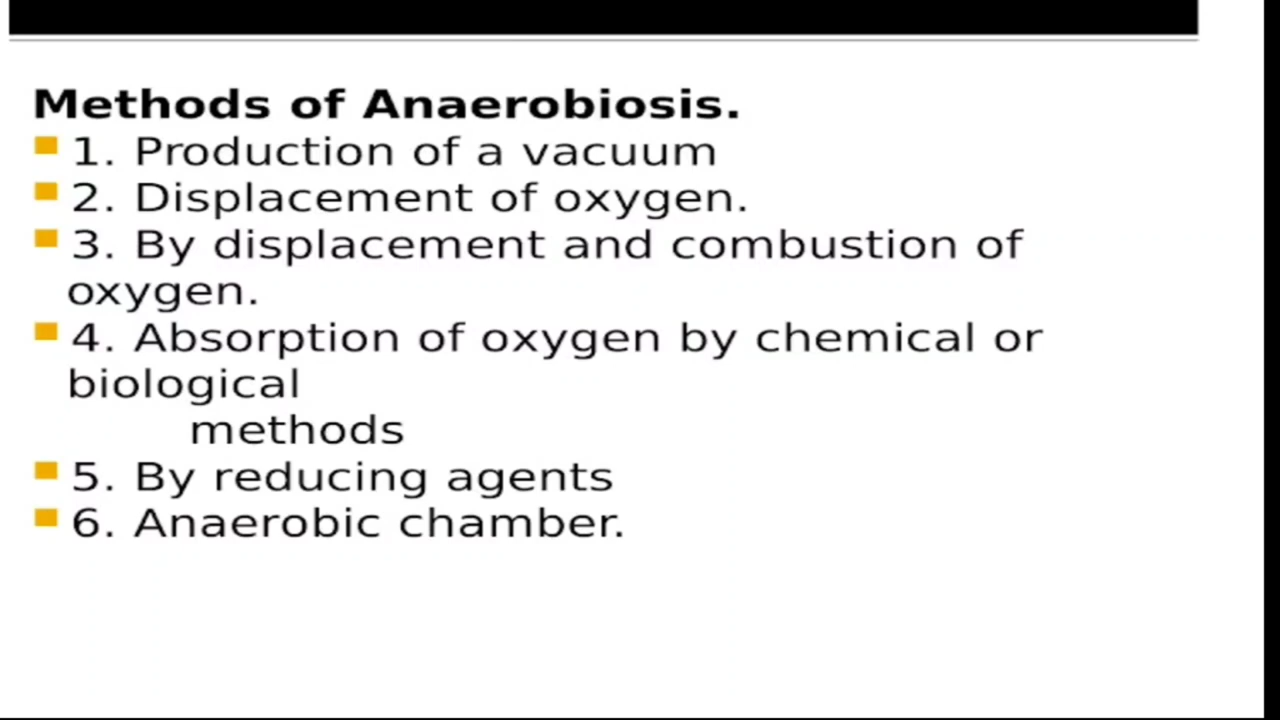 Methods of Anaerobiosis.
1. Production of a vacuum
2. Displacement of oxygen.
3. By displacement and combustion of
oxygen.
4. Absorption of oxygen by chemical or
biological
methods
5. By reducing agents
6. Anaerobic chamber.